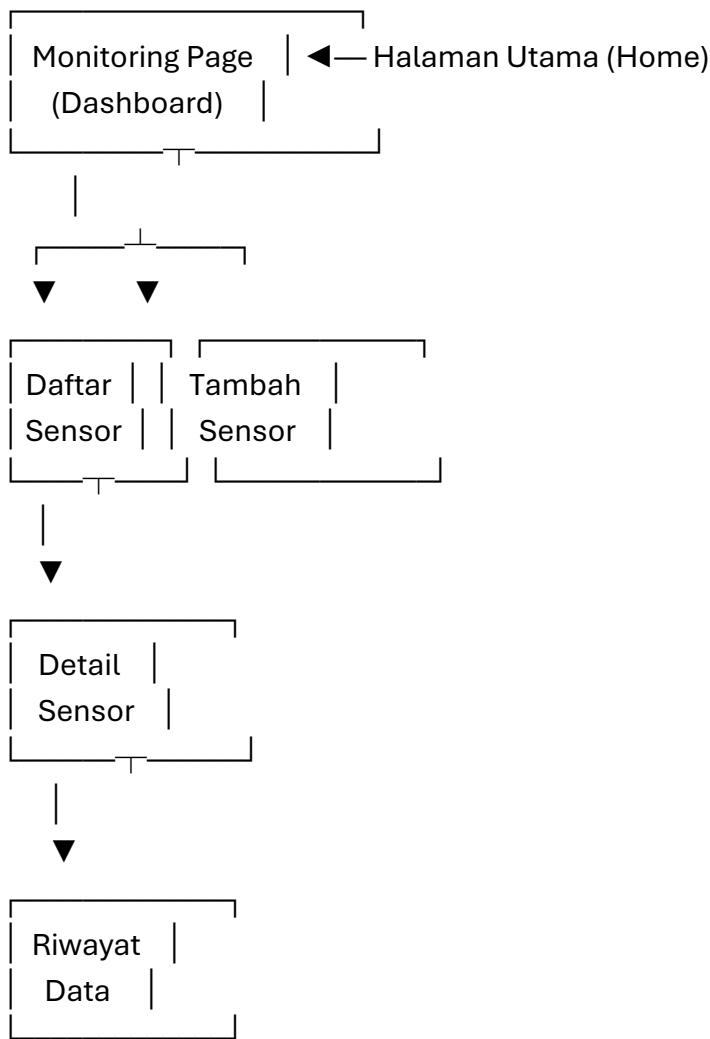 Monitoring Page
Halaman Utama (Home)
(Dashboard)
Daftar
Tambah
Sensor
Sensor
Detail
Sensor
Riwayat
Data